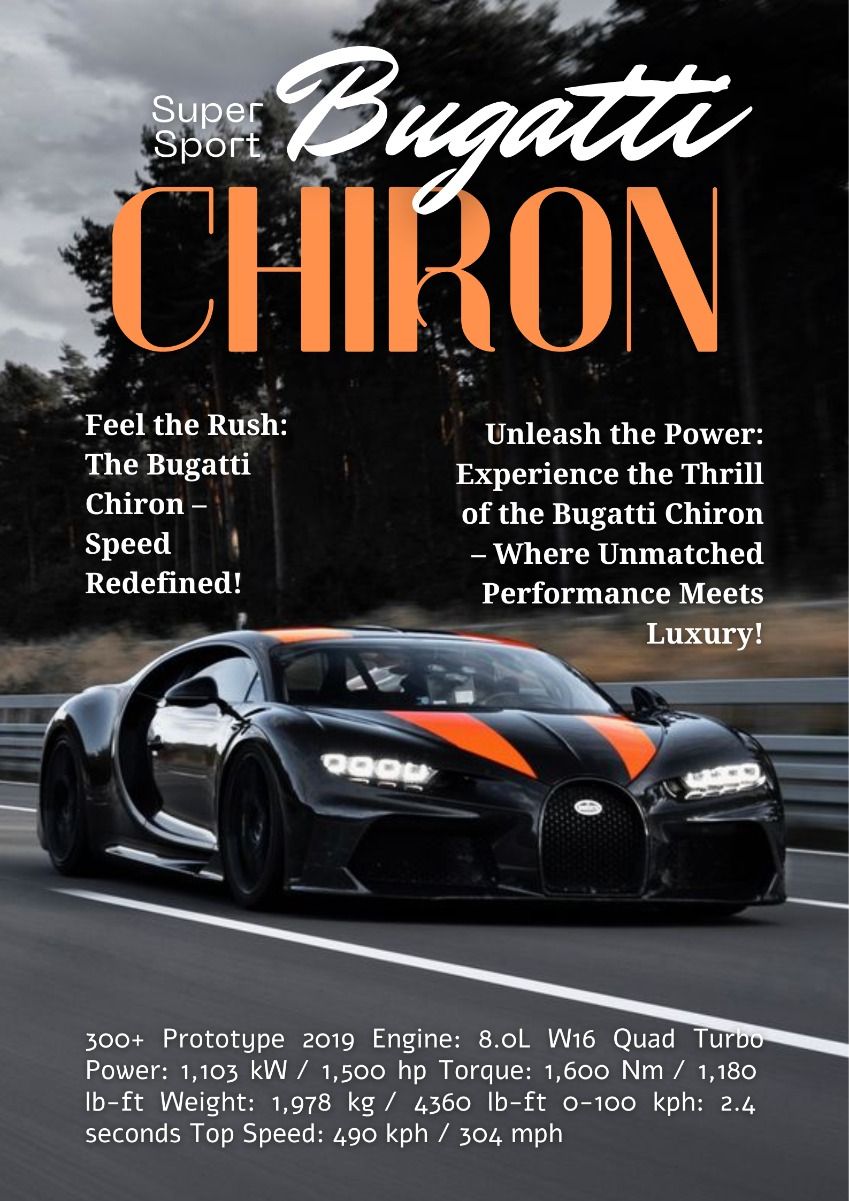 Super
Sport
Bugatti
CHIRON
Feel the Rush:
The Bugatti
Chiron –
Speed
Redefined!
Unleash the Power:
Experience the Thrill
of the Bugatti Chiron
– Where Unmatched
Performance Meets
Luxury!
300+ Prototype 2019 Engine: 8.0L W16 Quad Turbo
Power: 1,103 kW / 1,500 hp Torque: 1,600 Nm / 1,180
lb-ft Weight: 1,978 kg / 4360 lb-ft 0-100 kph: 2.4
seconds Top Speed: 490 kph / 304 mph